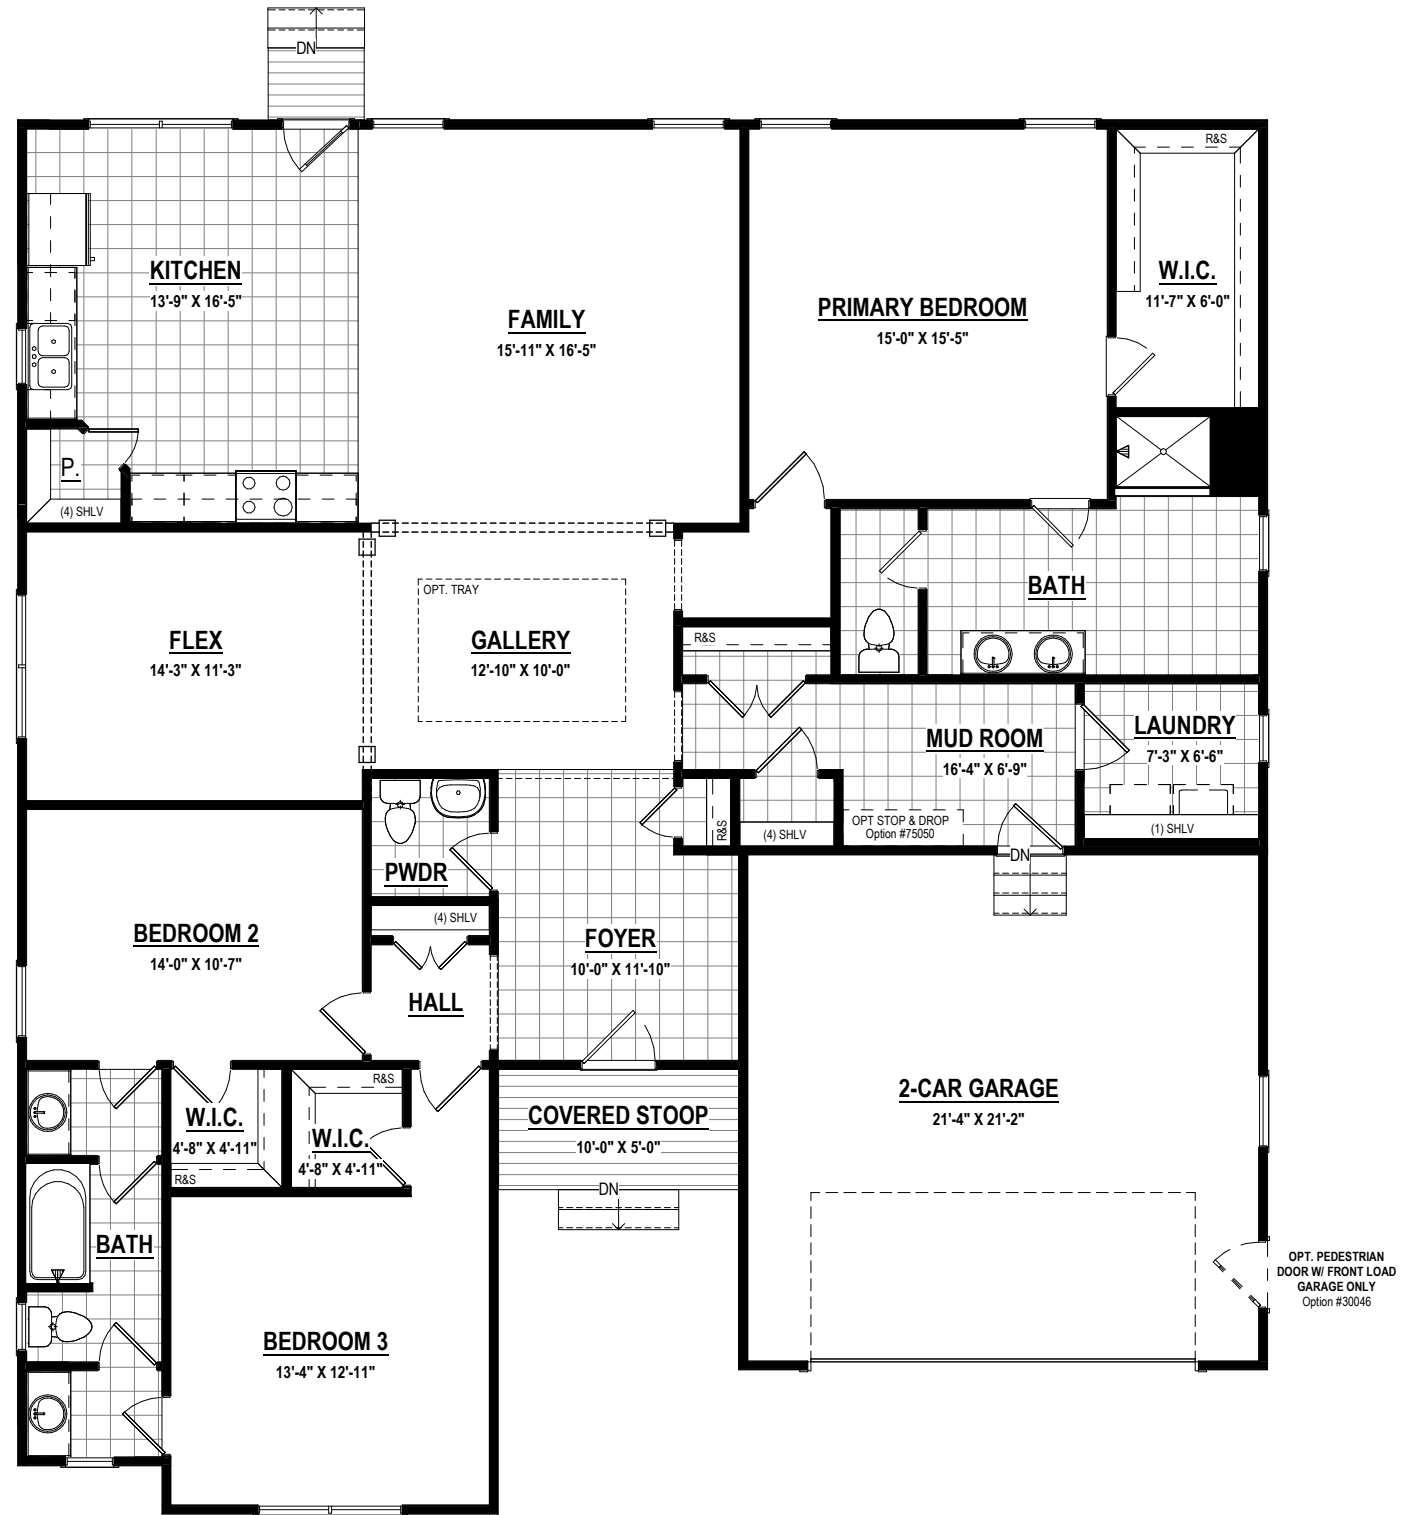 DN
R&S
KITCHEN
13'-9" X 16'-5"
W.I.C.
11'-7" X 6'-0"
FAMILY
15'-11" X 16'-5"
PRIMARY BEDROOM
15'-0" X 15'-5"
P.
(4) SHLV
OPT. TRAY
BATH
FLEX
14'-3" X 11'-3"
GALLERY
12'-10" X 10'-0"
R&S
MUD ROOM
16'-4" X 6'-9"
LAUNDRY
7'-3" X 6'-6"
R&S
(4) SHLV
OPT STOP & DROP
Option #75050
(1) SHLV
DN
PWDR
(4) SHLV
BEDROOM 2
14'-0" X 10'-7"
FOYER
10'-0" X 11'-10"
HALL
R&S
W.I.C.
4'-8" X 4'-11"
R&S
W.I.C.
4'-8" X 4'-11"
COVERED STOOP
10'-0" X 5'-0"
DN
2-CAR GARAGE
21'-4" X 21'-2"
BATH
OPT. PEDESTRIAN
DOOR W/ FRONT LOAD
GARAGE ONLY
Option #30046
BEDROOM 3
13'-4" X 12'-11"